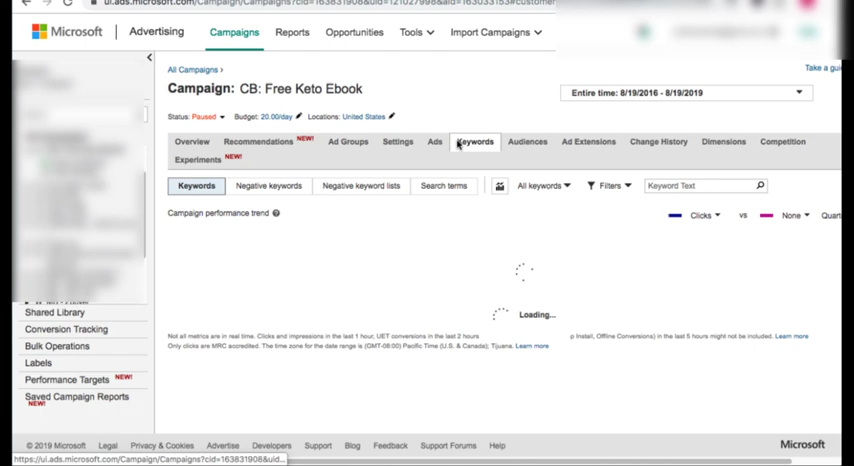 ui.ads.microsoft.com/Campaign/Campaigns?cid=163831908&uid=121027998&aid=163033153#customer
Microsoft Advertising Campaigns Reports Opportunities Tools Import Campaigns
All Campaigns ›
Take a gui
Campaign: CB: Free Keto Ebook
Entire time: 8/19/2016 - 8/19/2019
Status: Paused Budget: 20.00/day Locations: United States
Overview Recommendations NEW! Ad Groups Settings Ads Keywords Audiences Ad Extensions Change History Dimensions Competition
Experiments NEW!
Keywords Negative keywords Negative keyword lists Search terms All keywords Filters Keyword Text
Campaign performance trend ?
Clicks vs None Quart
Loading...
Shared Library
Conversion Tracking
Bulk Operations
Labels
Performance Targets NEW!
Saved Campaign Reports
NEW!
Not all metrics are in real time. Clicks and impressions in the last 1 hour, UET conversions in the last 2 hours p Install, Offline Conversions) in the last 5 hours might not be included. Learn more
Only clicks are MRC accredited. The time zone for the date range is (GMT-08:00) Pacific Time (U.S. & Canada); Tijuana. Learn more
© 2019 Microsoft Legal Privacy & Cookies Advertise Developers Support Blog Feedback Support Forums Help Microsoft
https://ui.ads.microsoft.com/Campaign/Campaigns?cid=163831908&uid...